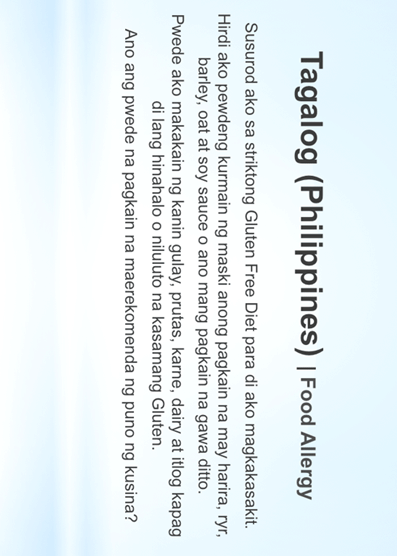 Tagalog (Philippines) | Food Allergy
Susurod ako sa striktong Gluten Free Diet para di ako magkakasakit.
Hirdi ako pewdeng kurmain ng maski anong pagkain na may harira, ryr,
barley, oat at soy sauce o ano mang pagkain na gawa ditto.
Pwede ako makakain ng kanin gulay, prutas, karne, dairy at itlog kapag
di lang hinahalo o niluluto na kasamang Gluten.
Ano ang pwede na pagkain na maerekomenda ng puno ng kusina?